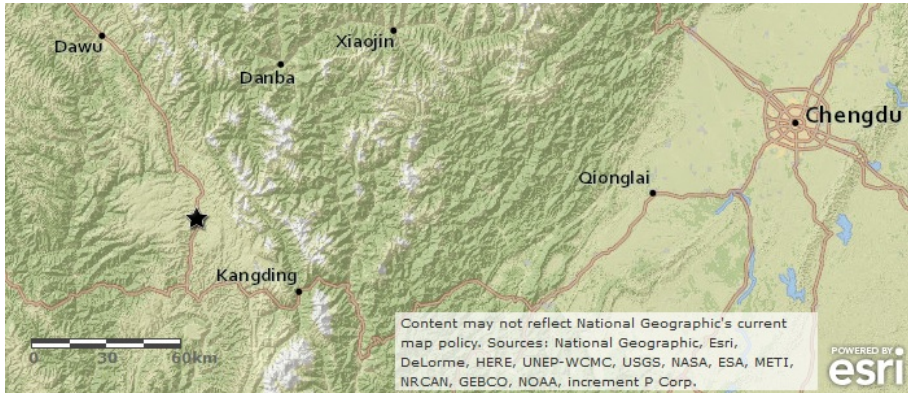 Dawu
Xiaojin
Danba
Chengdu
Qionglai
Kangding
0 30 60km
Content may not reflect National Geographic's current
map policy. Sources: National Geographic, Esri,
DeLorme, HERE, UNEP-WCMC, USGS, NASA, ESA, METI,
NRCAN, GEBCO, NOAA, increment P Corp.
POWERED BY
esri